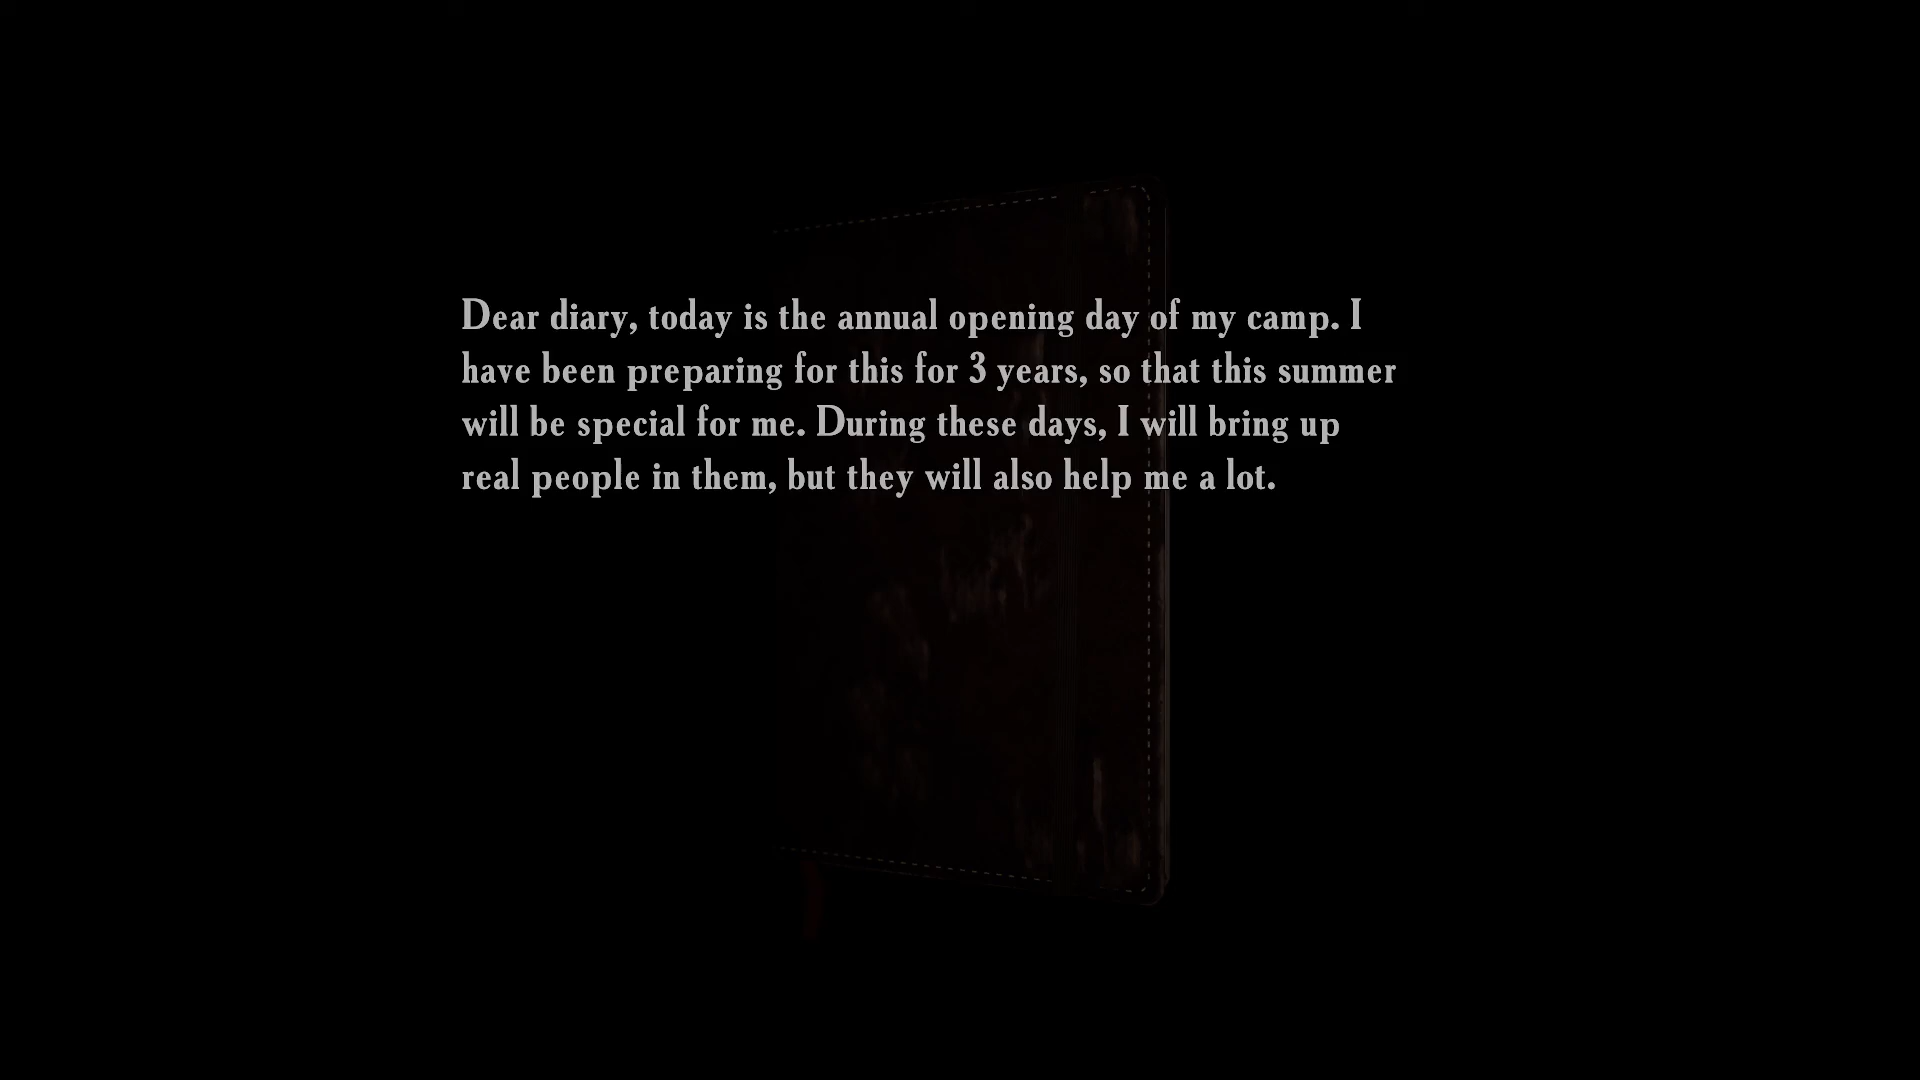 Dear diary, today is the annual opening day of my camp. I
have been preparing for this for 3 years, so that this summer
will be special for me. During these days, I will bring up
real people in them, but they will also help me a lot.